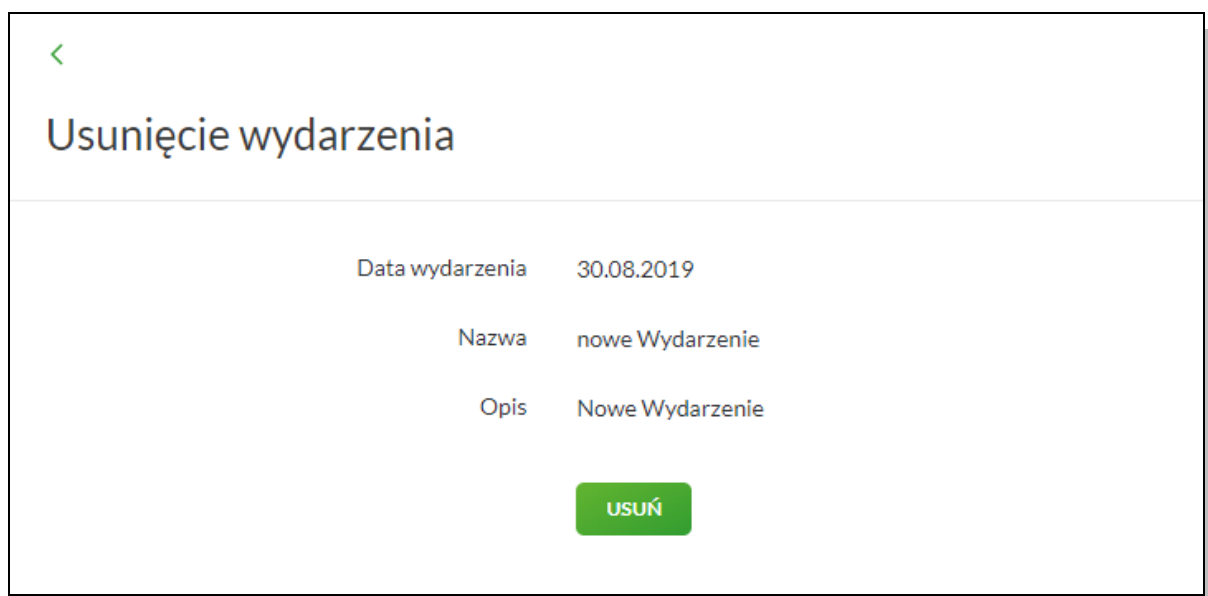 Usunięcie wydarzenia
Data wydarzenia 30.08.2019
Nazwa nowe Wydarzenie
Opis Nowe Wydarzenie
USUŃ